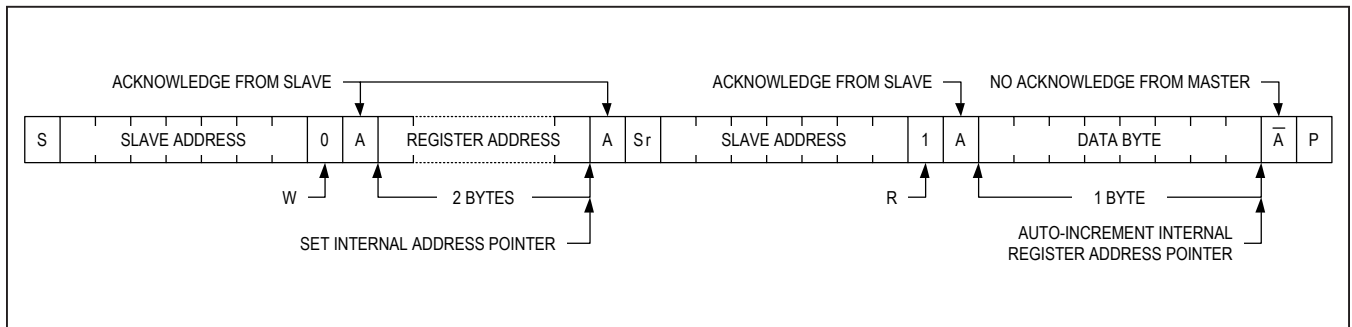 ACKNOWLEDGE FROM SLAVE ACKNOWLEDGE FROM SLAVE NO ACKNOWLEDGE FROM MASTER
S SLAVE ADDRESS 0 A REGISTER ADDRESS A Sr SLAVE ADDRESS 1 A DATA BYTE A̅ P
W 2 BYTES R 1 BYTE
SET INTERNAL ADDRESS POINTER
AUTO-INCREMENT INTERNAL
REGISTER ADDRESS POINTER